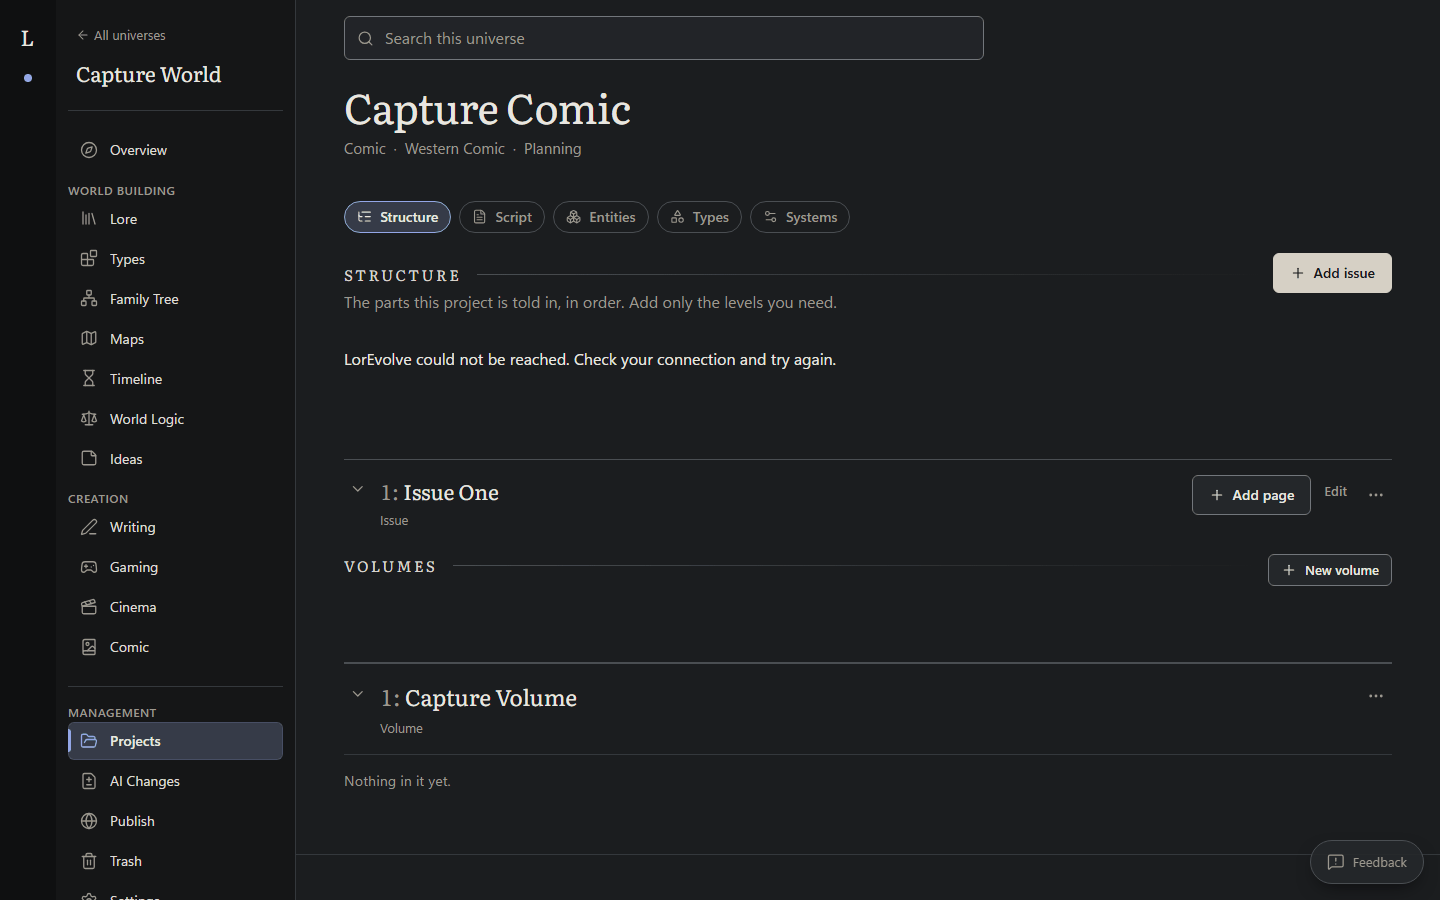 L
All universes
Capture World
Overview
WORLD BUILDING
Lore
Types
Family Tree
Maps
Timeline
World Logic
Ideas
CREATION
Writing
Gaming
Cinema
Comic
MANAGEMENT
Projects
AI Changes
Publish
Trash
Settings
Search this universe
Capture Comic
Comic · Western Comic · Planning
Structure Script Entities Types Systems
STRUCTURE
Add issue
The parts this project is told in, in order. Add only the levels you need.
LorEvolve could not be reached. Check your connection and try again.
1: Issue One
Add page Edit
Issue
VOLUMES
New volume
1: Capture Volume
Volume
Nothing in it yet.
Feedback